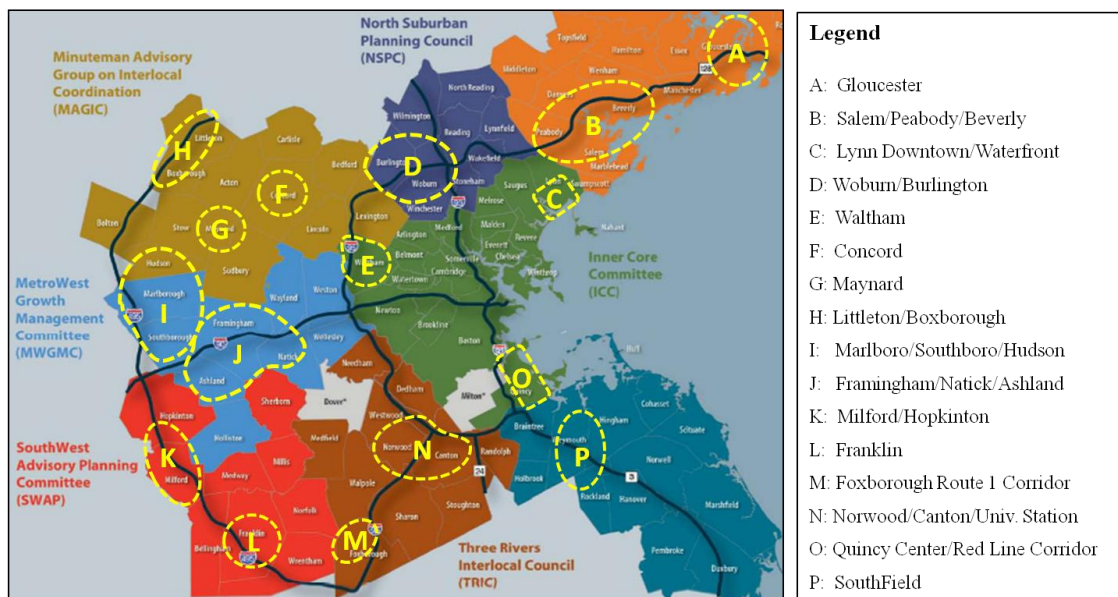 North Suburban
Planning Council
(NSPC)
Minuteman Advisory
Group on Interlocal
Coordination
(MAGIC)
MetroWest
Growth
Management
Committee
(MWGMC)
SouthWest
Advisory Planning
Committee
(SWAP)
Three Rivers
Interlocal Council
(TRIC)
Inner Core
Committee
(ICC)
Topsfield
Hamilton
Essex
Middleton
Wenham
Manchester
Beverly
Peabody
Salem
Marblehead
Swampscott
Nahant
North Reading
Wilmington
Reading
Lynnfield
Wakefield
Woburn
Stoneham
Winchester
Littleton
Carlisle
Boxborough
Acton
Bedford
Lexington
Bolton
Stow
Lincoln
Hudson
Sudbury
Saugus
Melrose
Arlington
Medford
Malden
Revere
Everett
Chelsea
Somerville
Belmont
Cambridge
Watertown
Winthrop
Newton
Brookline
Boston
Quincy
Marlborough
Southborough
Framingham
Wayland
Weston
Wellesley
Natick
Ashland
Holliston
Hopkinton
Sherborn
Milford
Medway
Millis
Norfolk
Franklin
Bellingham
Wrentham
Needham
Dedham
Dover*
Milton*
Westwood
Medfield
Norwood
Canton
Randolph
Walpole
Sharon
Stoughton
Foxborough
Hull
Braintree
Weymouth
Hingham
Cohasset
Scituate
Holbrook
Norwell
Rockland
Hanover
Marshfield
Pembroke
Duxbury
24
3
A
B
C
D
E
F
G
H
I
J
K
L
M
N
O
P
Legend
A: Gloucester
B: Salem/Peabody/Beverly
C: Lynn Downtown/Waterfront
D: Woburn/Burlington
E: Waltham
F: Concord
G: Maynard
H: Littleton/Boxborough
I: Marlboro/Southboro/Hudson
J: Framingham/Natick/Ashland
K: Milford/Hopkinton
L: Franklin
M: Foxborough Route 1 Corridor
N: Norwood/Canton/Univ. Station
O: Quincy Center/Red Line Corridor
P: SouthField